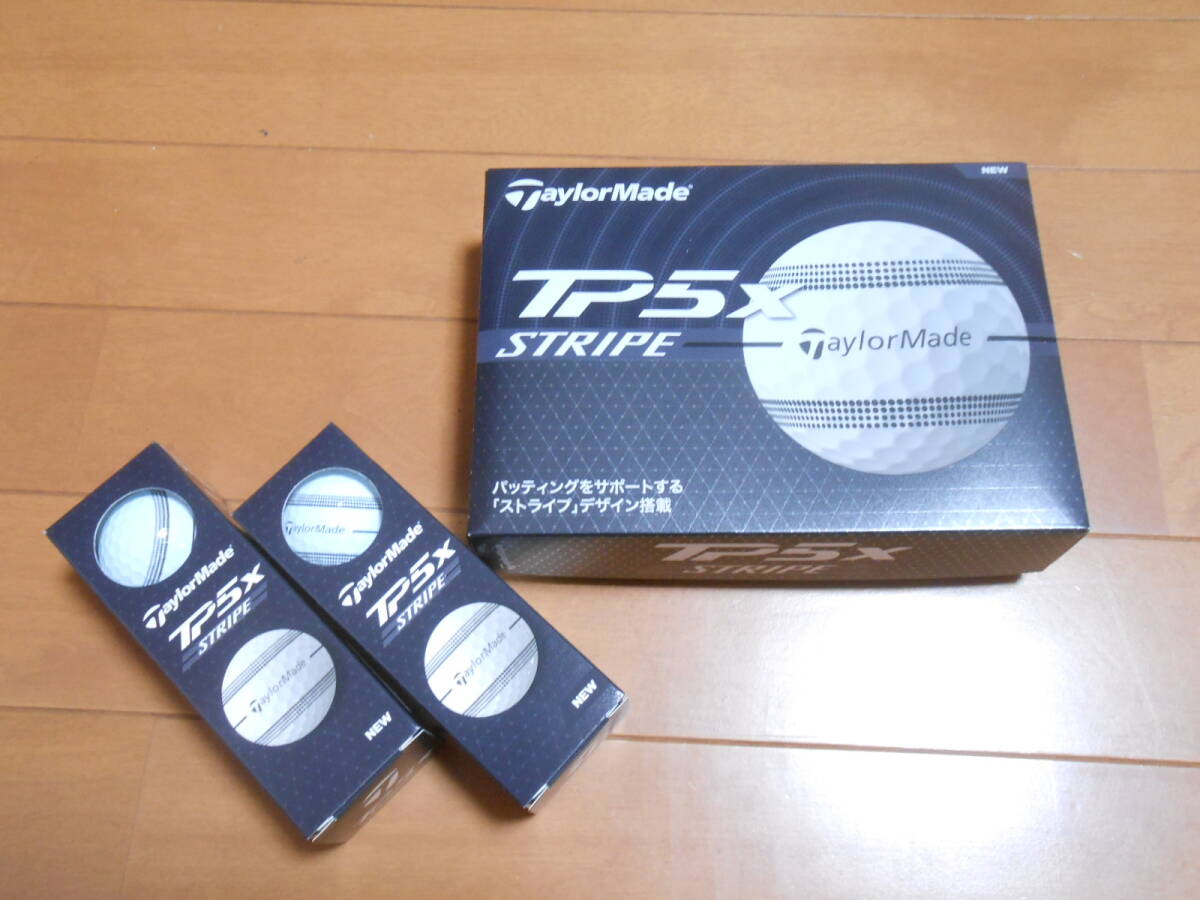 TaylorMade
NEW
TP5x
STRIPE
TaylorMade
パッティングをサポートする
「ストライプ」デザイン搭載
TP5x
STRIPE
TaylorMade
TP5x
STRIPE
TaylorMade
NEW
TaylorMade
TaylorMade
TP5x
STRIPE
TaylorMade
NEW